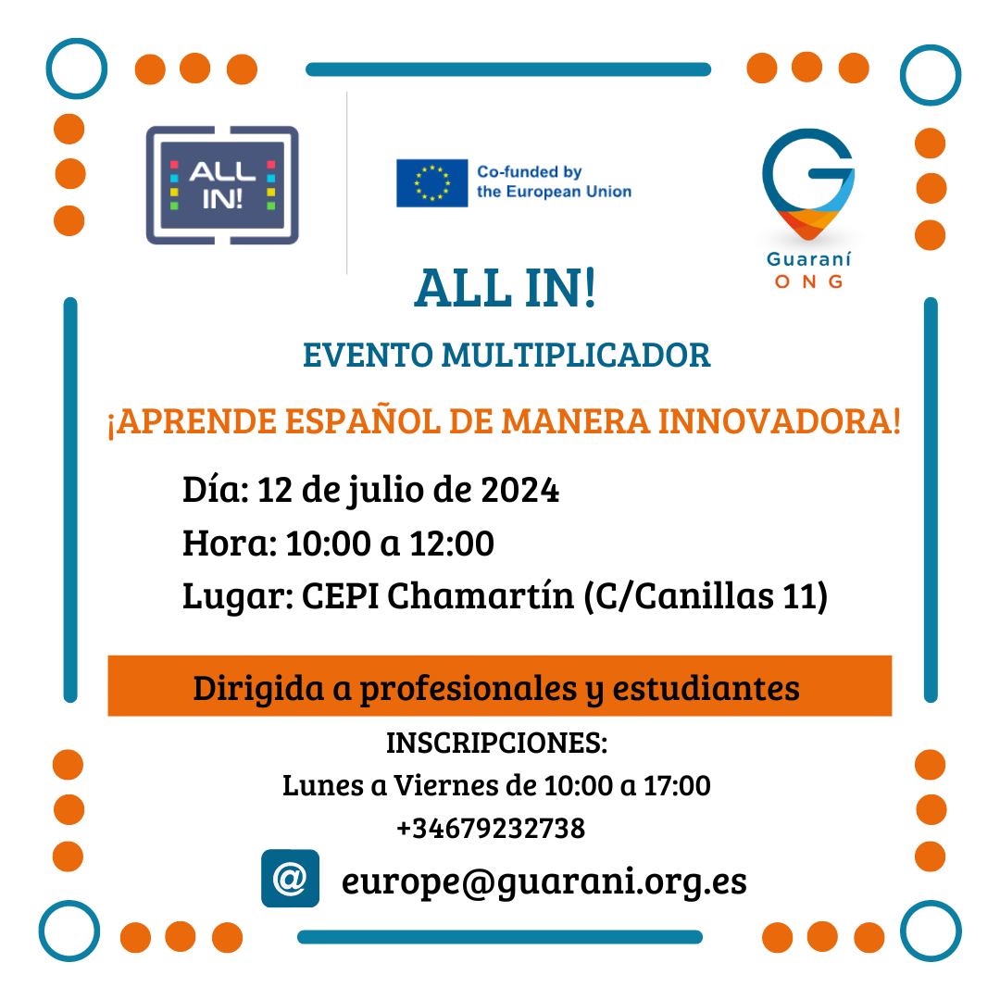 ALL
IN!
Co-funded by
the European Union
Guaraní
ONG
ALL IN!
EVENTO MULTIPLICADOR
¡APRENDE ESPAÑOL DE MANERA INNOVADORA!
Día: 12 de julio de 2024
Hora: 10:00 a 12:00
Lugar: CEPI Chamartín (C/Canillas 11)
Dirigida a profesionales y estudiantes
INSCRIPCIONES:
Lunes a Viernes de 10:00 a 17:00
+34679232738
@ europe@guarani.org.es